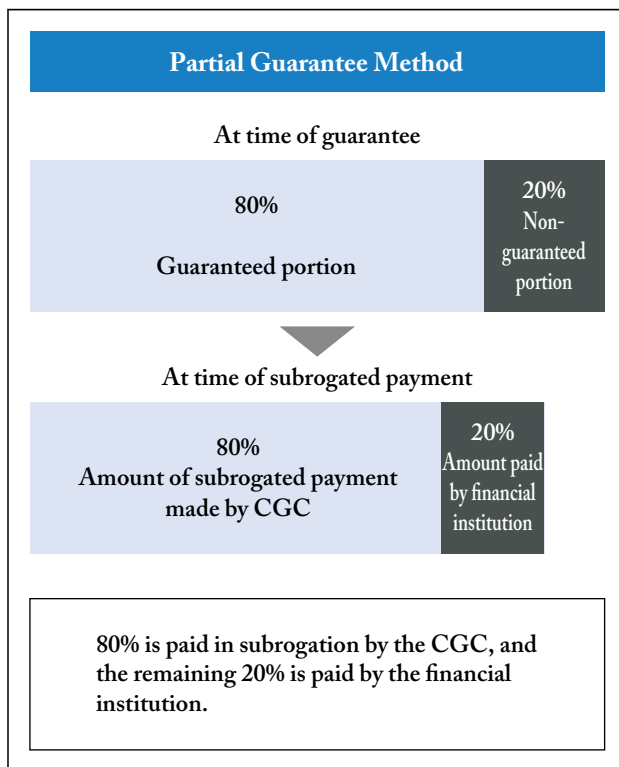 Partial Guarantee Method
At time of guarantee
80%
Guaranteed portion
20%
Non-
guaranteed
portion
At time of subrogated payment
80%
Amount of subrogated payment
made by CGC
20%
Amount paid
by financial
institution
80% is paid in subrogation by the CGC, and
the remaining 20% is paid by the financial
institution.